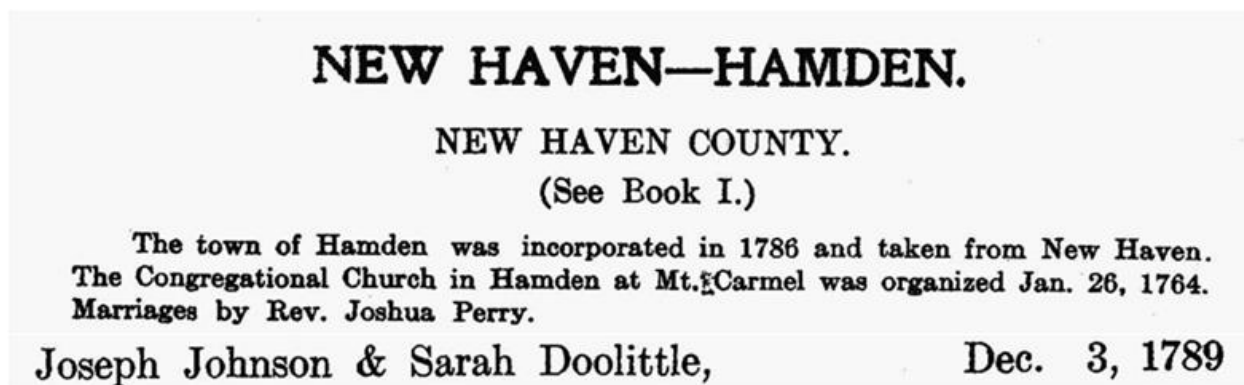 NEW HAVEN—HAMDEN.
NEW HAVEN COUNTY.
(See Book I.)
The town of Hamden was incorporated in 1786 and taken from New Haven.
The Congregational Church in Hamden at Mt. Carmel was organized Jan. 26, 1764.
Marriages by Rev. Joshua Perry.
Joseph Johnson & Sarah Doolittle, Dec. 3, 1789